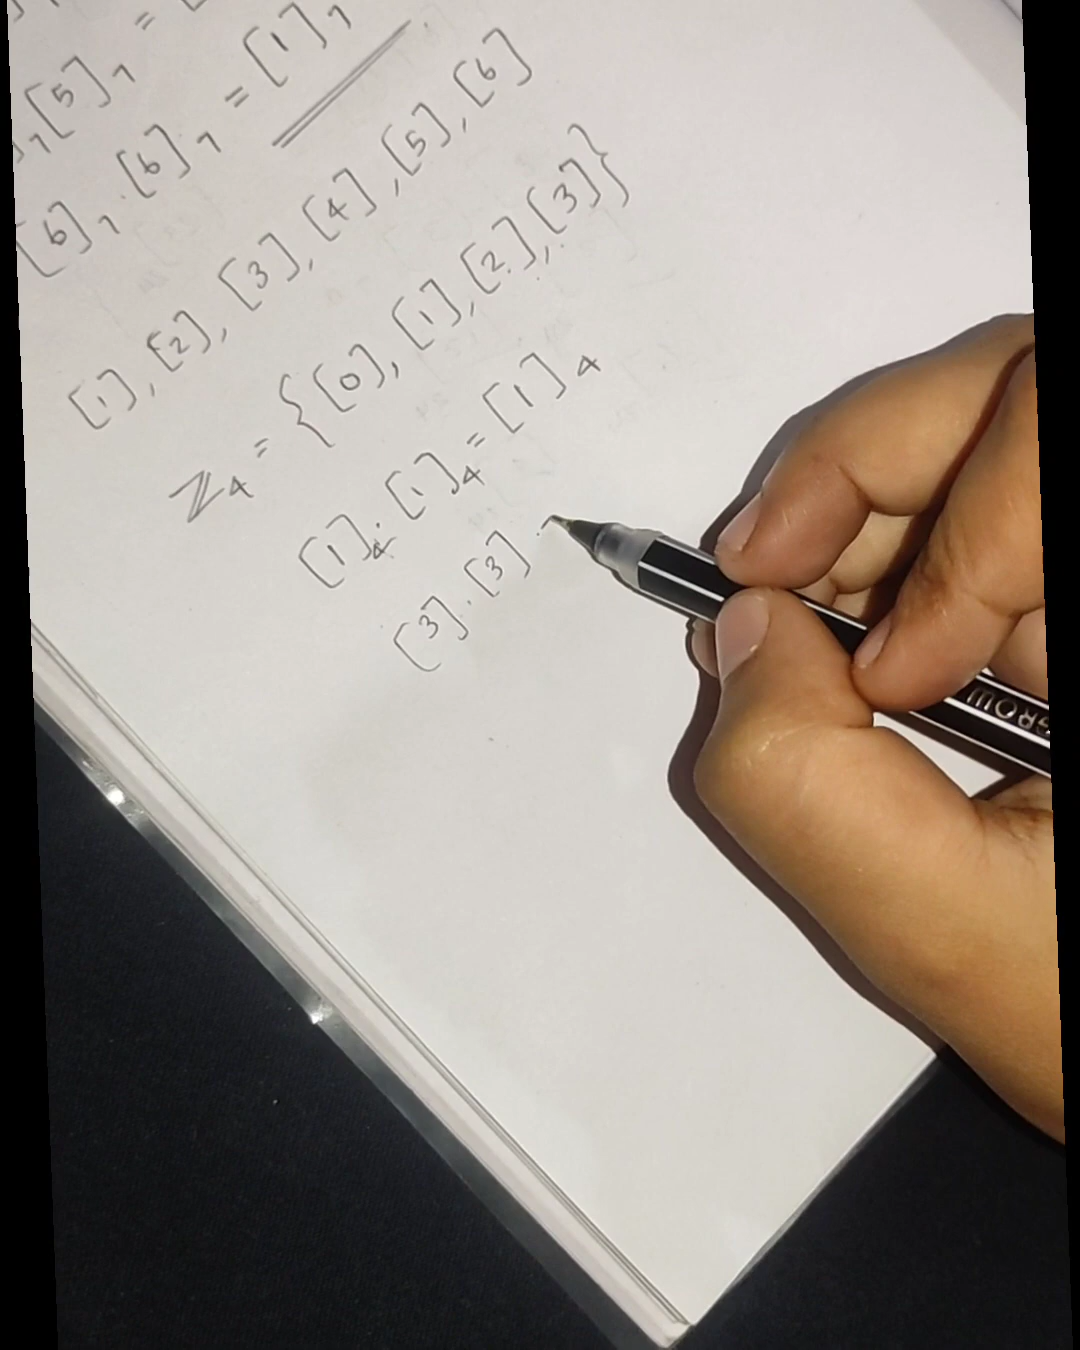 [5]₇ =
[6]₇ · [6]₇ = [1]₇
[1], [2], [3], [4], [5], [6]
ℤ₄ = {[0], [1], [2], [3]}
[1]₄ · [1]₄ = [1]₄
[3] · [3]
GROW